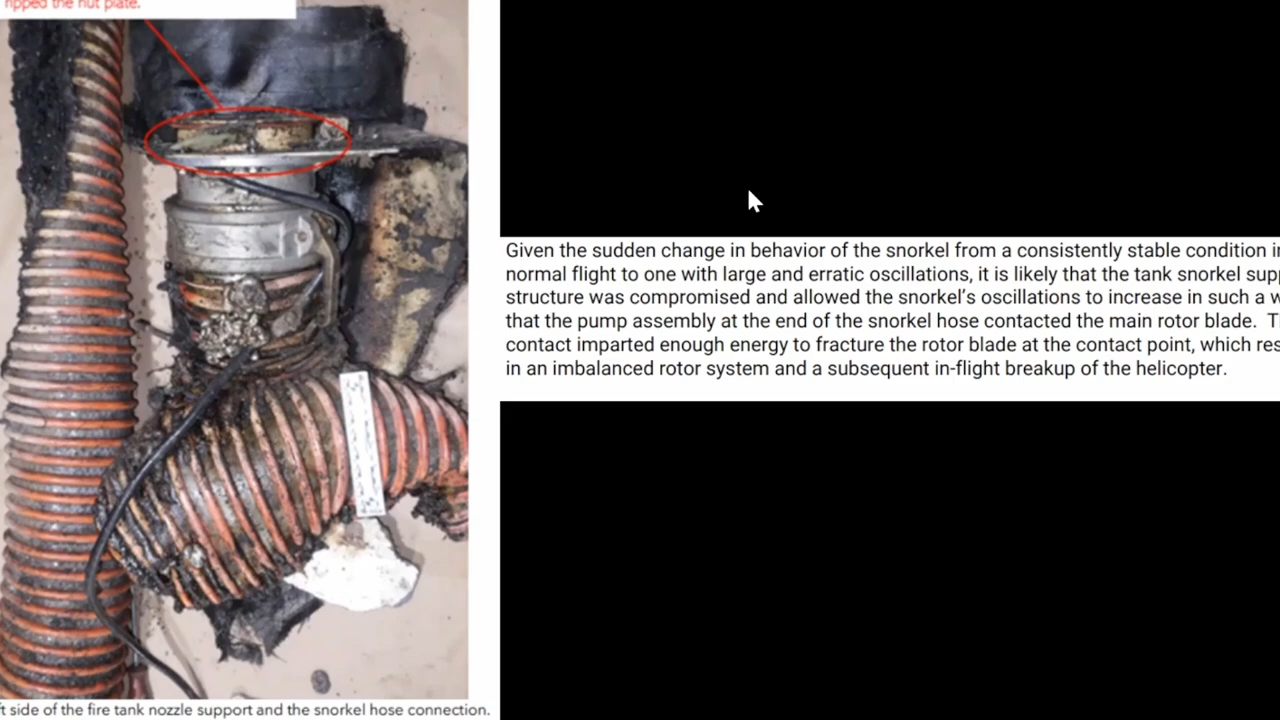 ripped the nut plate.
Given the sudden change in behavior of the snorkel from a consistently stable condition in
normal flight to one with large and erratic oscillations, it is likely that the tank snorkel supp
structure was compromised and allowed the snorkel's oscillations to increase in such a w
that the pump assembly at the end of the snorkel hose contacted the main rotor blade. T
contact imparted enough energy to fracture the rotor blade at the contact point, which res
in an imbalanced rotor system and a subsequent in-flight breakup of the helicopter.
ft side of the fire tank nozzle support and the snorkel hose connection.